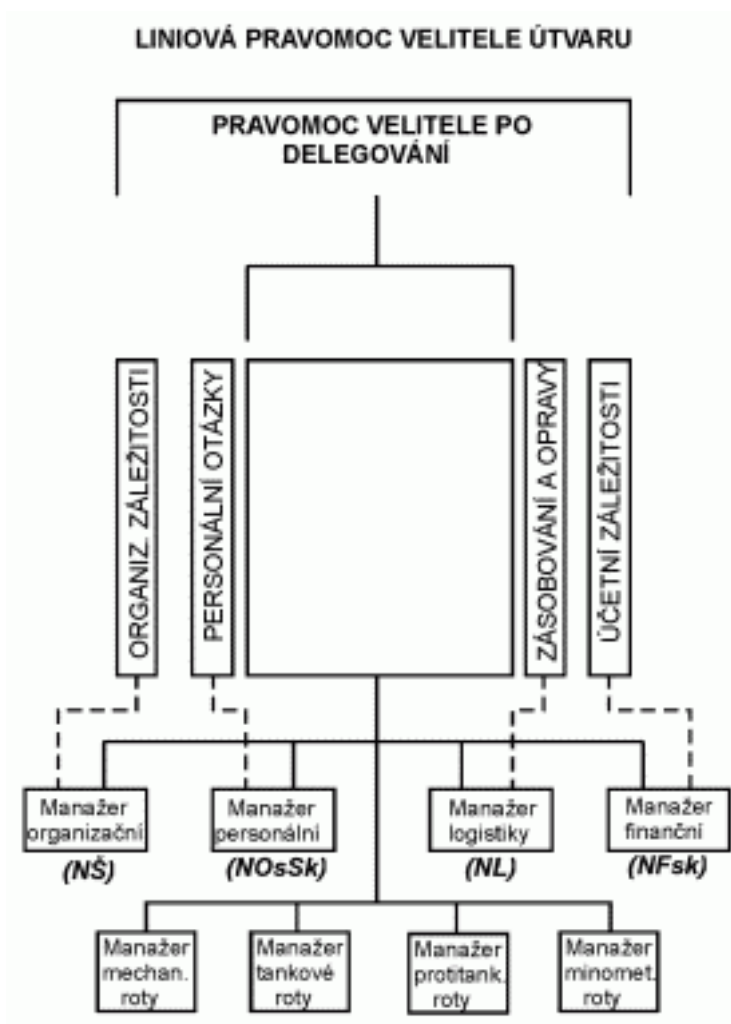 LINIOVÁ PRAVOMOC VELITELE ÚTVARU
PRAVOMOC VELITELE PO
DELEGOVÁNÍ
ORGANIZ. ZÁLEŽITOSTI
PERSONÁLNÍ OTÁZKY
ZÁSOBOVÁNÍ A OPRAVY
ÚČETNÍ ZÁLEŽITOSTI
Manažer
organizační
(NŠ)
Manažer
personální
(NOsSk)
Manažer
logistiky
(NL)
Manažer
finanční
(NFsk)
Manažer
mechan.
roty
Manažer
tankové
roty
Manažer
protitank.
roty
Manažer
minomet.
roty